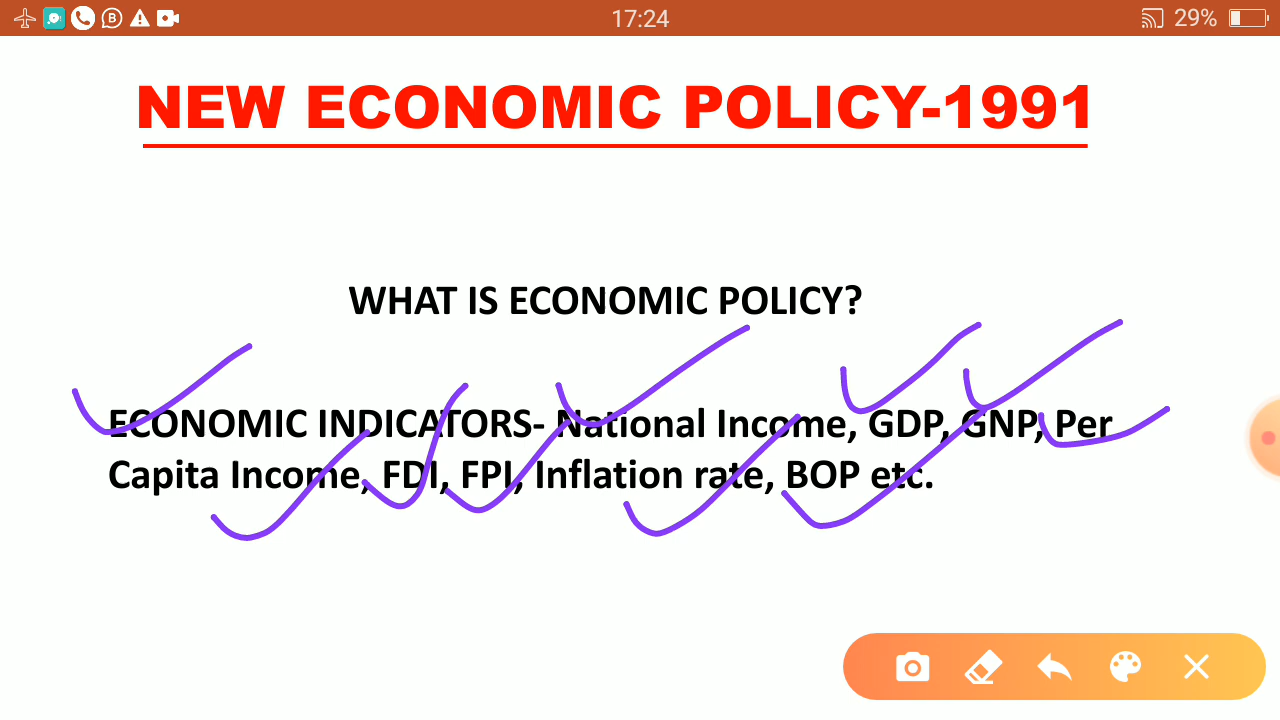 17:24
29%
NEW ECONOMIC POLICY-1991
WHAT IS ECONOMIC POLICY?
ECONOMIC INDICATORS- National Income, GDP, GNP, Per
Capita Income, FDI, FPI, Inflation rate, BOP etc.